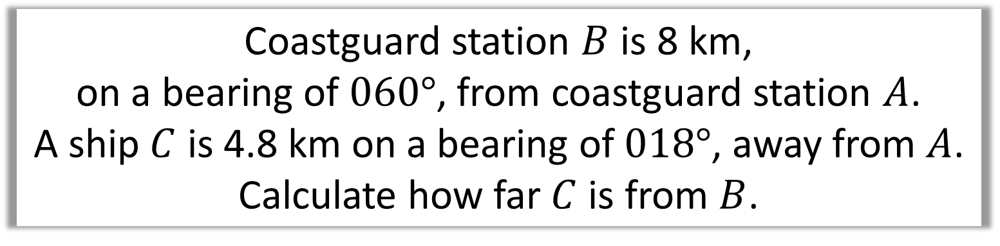 Coastguard station B is 8 km,
on a bearing of 060°, from coastguard station A.
A ship C is 4.8 km on a bearing of 018°, away from A.
Calculate how far C is from B.